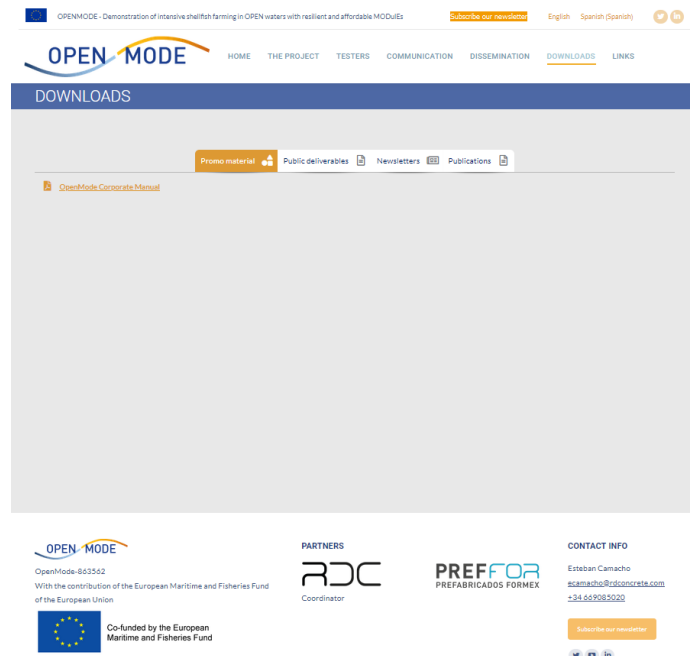 OPENMODE - Demonstration of intensive shellfish farming in OPEN waters with resilient and affordable MODulEs
Subscribe our newsletter
English Spanish (Spanish)
OPEN MODE
HOME THE PROJECT TESTERS COMMUNICATION DISSEMINATION DOWNLOADS LINKS
DOWNLOADS
Promo material Public deliverables Newsletters Publications
OpenMode Corporate Manual
OPEN MODE
OpenMode-863562
With the contribution of the European Maritime and Fisheries Fund
of the European Union
Co-funded by the European
Maritime and Fisheries Fund
PARTNERS
RDC
Coordinator
PREFFOR
PREFABRICADOS FORMEX
CONTACT INFO
Esteban Camacho
ecamacho@rdconcrete.com
+34 669085020
Subscribe our newsletter